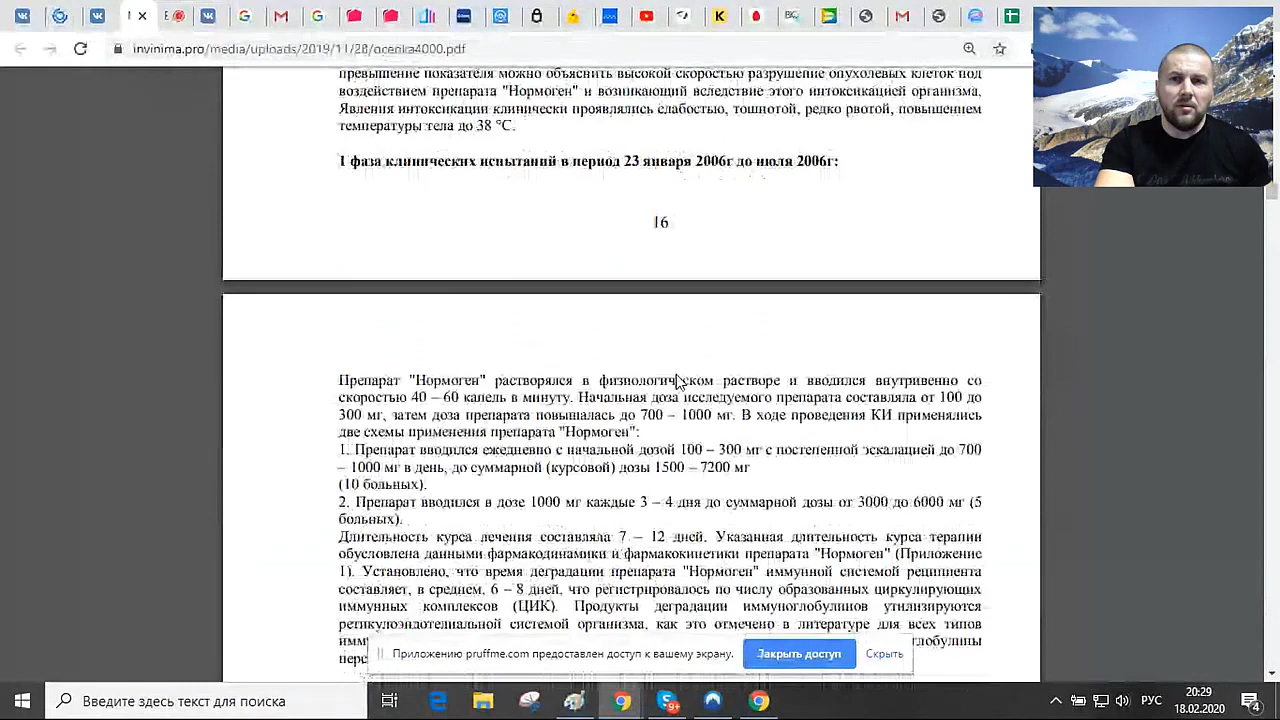 invinima.pro/media/uploads/2019/11/28/ocenka4000.pdf
превышение показателя можно объяснить высокой скоростью разрушение опухолевых клеток под
воздействием препарата "Нормоген" и возникающий вследствие этого интоксикацией организма.
Явления интоксикации клинически проявлялись слабостью, тошнотой, редко рвотой, повышением
температуры тела до 38 °С.
1 фаза клинических испытаний в период 23 января 2006г до июля 2006г:
16
Препарат "Нормоген" растворялся в физиологическом растворе и вводился внутривенно со
скоростью 40 – 60 капель в минуту. Начальная доза исследуемого препарата составляла от 100 до
300 мг, затем доза препарата повышалась до 700 – 1000 мг. В ходе проведения КИ применялись
две схемы применения препарата "Нормоген":
1. Препарат вводился ежедневно с начальной дозой 100 – 300 мг с постепенной эскалацией до 700
– 1000 мг в день, до суммарной (курсовой) дозы 1500 – 7200 мг
(10 больных).
2. Препарат вводился в дозе 1000 мг каждые 3 – 4 дня до суммарной дозы от 3000 до 6000 мг (5
больных).
Длительность курса лечения составляла 7 – 12 дней. Указанная длительность курса терапии
обусловлена данными фармакодинамики и фармакокинетики препарата "Нормоген" (Приложение
1). Установлено, что время деградации препарата "Нормоген" иммунной системой реципиента
составляет, в среднем, 6 – 8 дней, что регистрировалось по числу образованных циркулирующих
иммунных комплексов (ЦИК). Продукты деградации иммуноглобулинов утилизируются
ретикулоэндотелиальной системой организма, как это отмечено в литературе для всех типов
Приложению pruffme.com предоставлен доступ к вашему экрану.
Закрыть доступ
Скрыть
Введите здесь текст для поиска
РУС
20:29
18.02.2020